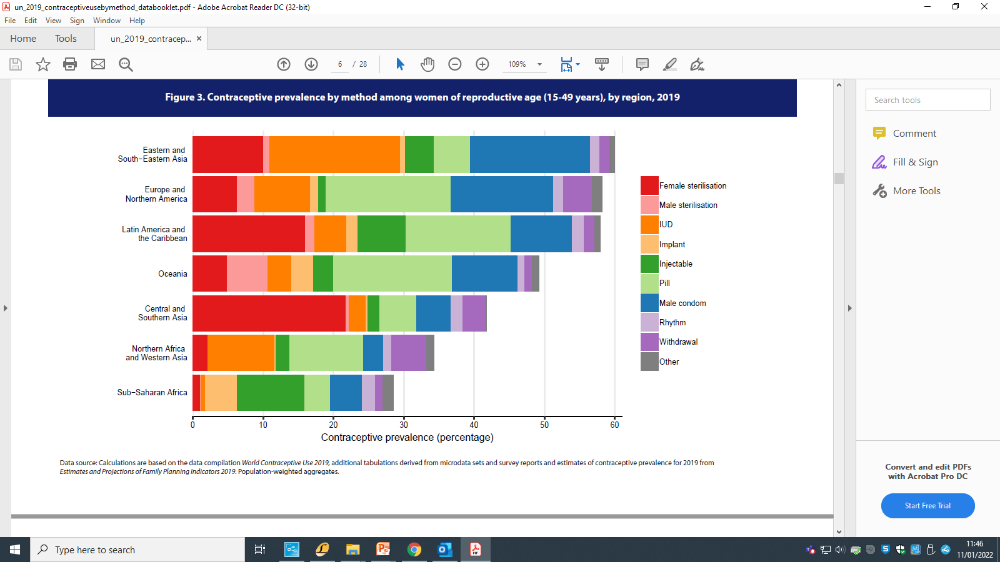 un_2019_contraceptiveusebymethod_databooklet.pdf - Adobe Acrobat Reader DC (32-bit)
File Edit View Sign Window Help
Home Tools un_2019_contracep... ×
6 / 28 109%
Figure 3. Contraceptive prevalence by method among women of reproductive age (15-49 years), by region, 2019
Eastern and
South−Eastern Asia
Europe and
Northern America
Latin America and
the Caribbean
Oceania
Central and
Southern Asia
Northern Africa
and Western Asia
Sub−Saharan Africa
0 10 20 30 40 50 60
Contraceptive prevalence (percentage)
Female sterilisation
Male sterilisation
IUD
Implant
Injectable
Pill
Male condom
Rhythm
Withdrawal
Other
Data source: Calculations are based on the data compilation World Contraceptive Use 2019, additional tabulations derived from microdata sets and survey reports and estimates of contraceptive prevalence for 2019 from
Estimates and Projections of Family Planning Indicators 2019. Population-weighted aggregates.
Search tools
Comment
Fill & Sign
More Tools
Convert and edit PDFs
with Acrobat Pro DC
Start Free Trial
Type here to search
11:46
11/01/2022